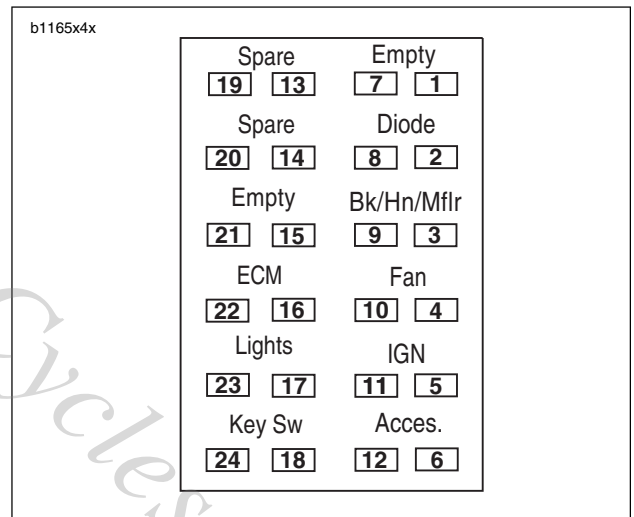 b1165x4x
Spare Empty
19 13 7 1
Spare Diode
20 14 8 2
Empty Bk/Hn/Mflr
21 15 9 3
ECM Fan
22 16 10 4
Lights IGN
23 17 11 5
Key Sw Acces.
24 18 12 6
Cycles